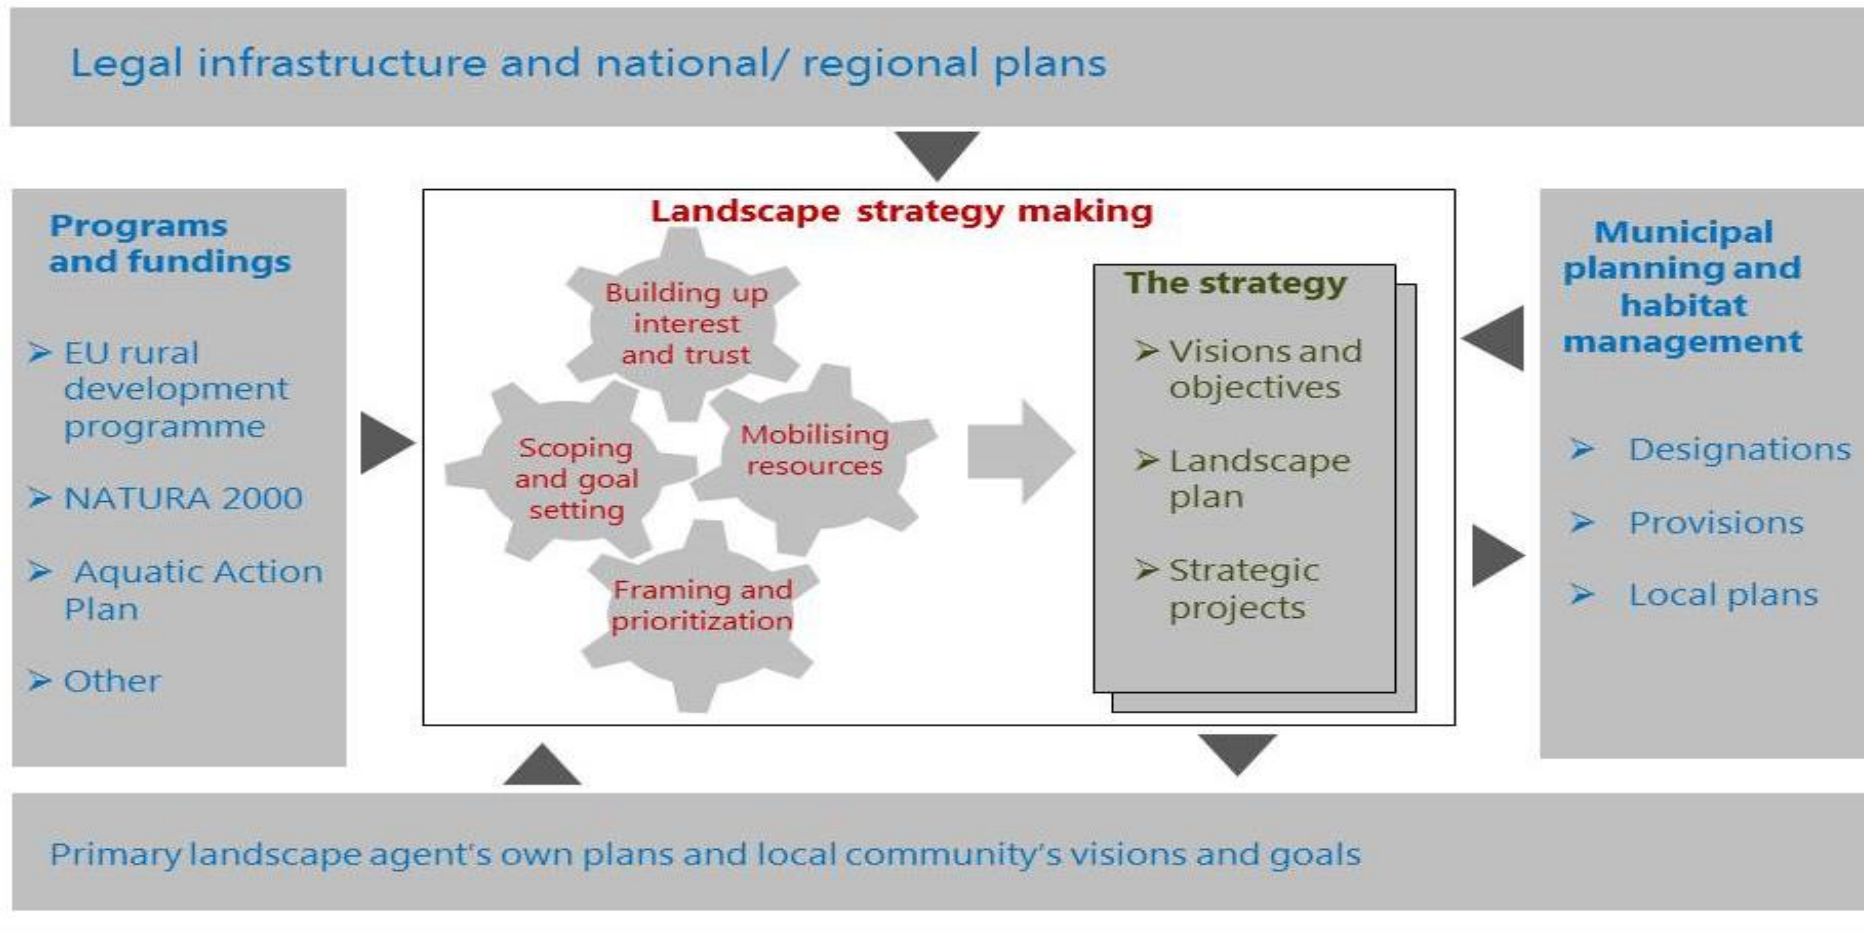 Legal infrastructure and national/ regional plans
Programs
and fundings
➢ EU rural
development
programme
➢ NATURA 2000
➢ Aquatic Action
Plan
➢ Other
Landscape strategy making
Building up
interest
and trust
Scoping
and goal
setting
Mobilising
resources
Framing and
prioritization
The strategy
➢ Visions and
objectives
➢ Landscape
plan
➢ Strategic
projects
Municipal
planning and
habitat
management
➢ Designations
➢ Provisions
➢ Local plans
Primary landscape agent's own plans and local community's visions and goals